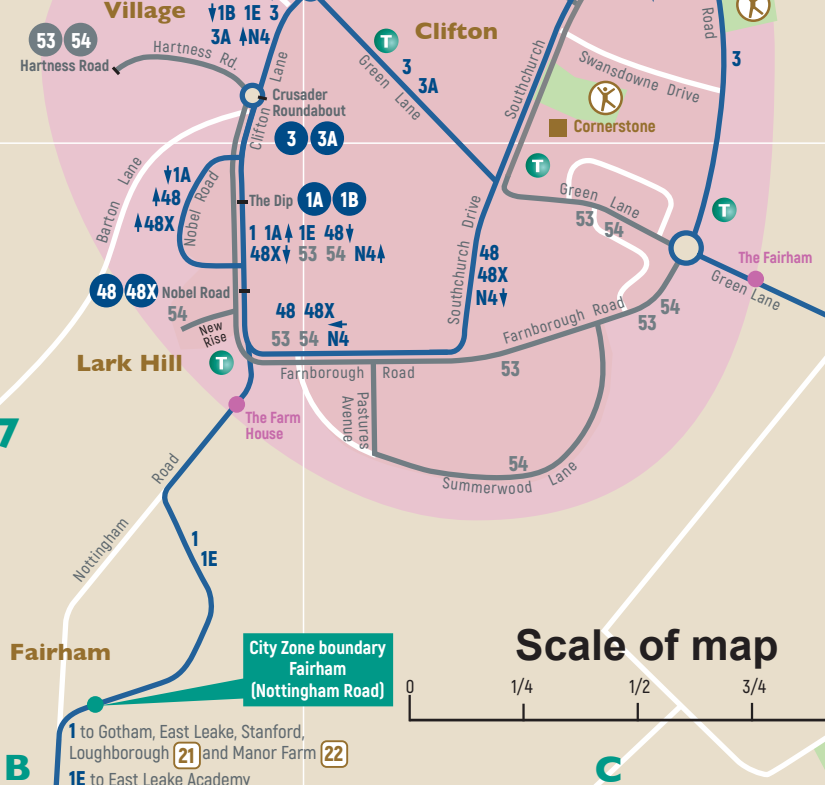 Village
↓1B 1E 3
3A ↑N4
Clifton
T
3
3A
Green Lane
Southchurch
Road
3
53 54
Hartness Road
Hartness Rd.
Clifton Lane
Crusader
Roundabout
3 3A
Swansdowne Drive
Cornerstone
Barton Lane
↓1A
↑48
↑48X
Nobel Road
The Dip 1A 1B
1 1A↑ 1E 48↓
48X↓ 53 54 N4↑
T
Green Lane
53
54
T
Southchurch Drive
48
48X
N4↓
The Fairham
Green Lane
48 48X Nobel Road
54
New
Rise
48 48X
←
53 54 N4
Farnborough Road
54
53
Lark Hill
T
Farnborough Road
53
Pastures
Avenue
The Farm
House
7
54
Summerwood Lane
Nottingham Road
1
1E
Fairham
City Zone boundary
Fairham
(Nottingham Road)
Scale of map
0 1/4 1/2 3/4
1 to Gotham, East Leake, Stanford,
Loughborough 21 and Manor Farm 22
B
C
1E to East Leake Academy